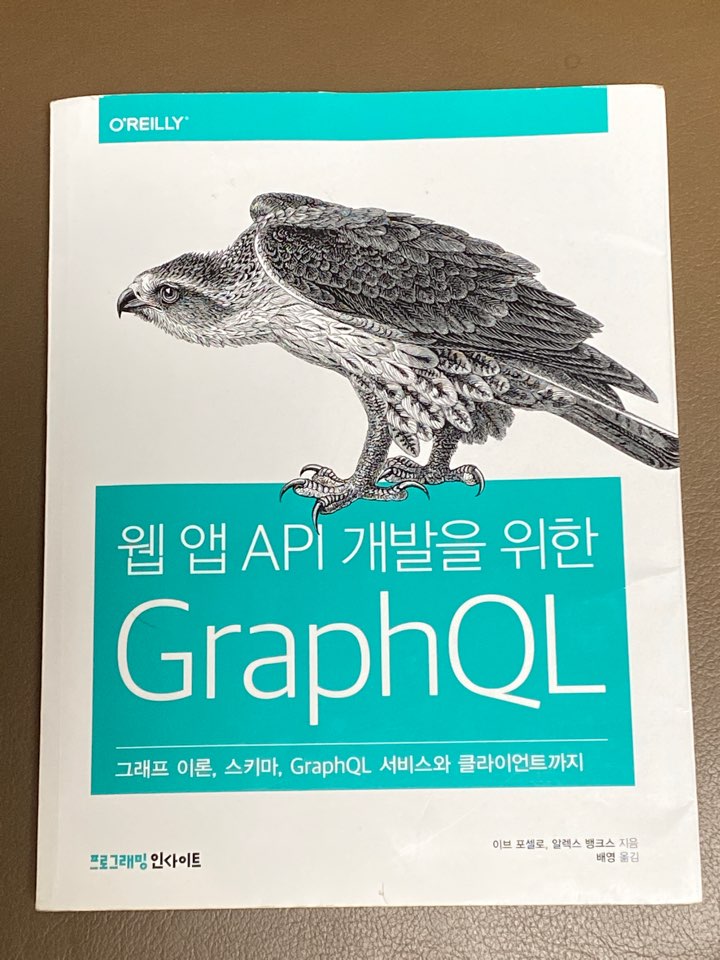 O'REILLY®
웹 앱 API 개발을 위한
GraphQL
그래프 이론, 스키마, GraphQL 서비스와 클라이언트까지
이브 포셀로, 알렉스 뱅크스 지음
배영 옮김
프로그래밍 인사이트